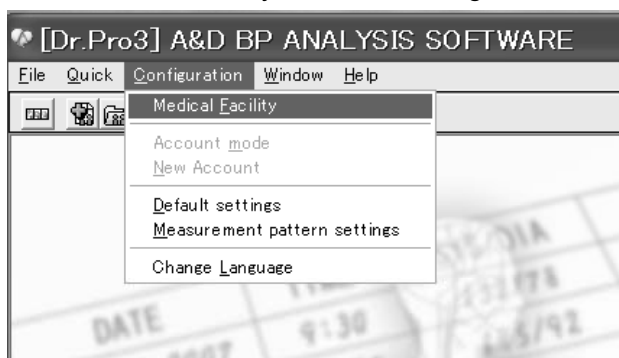 [Dr.Pro3] A&D BP ANALYSIS SOFTWARE
File Quick Configuration Window Help
Medical Facility
Account mode
New Account
Default settings
Measurement pattern settings
Change Language
DIA
DATE
9:30